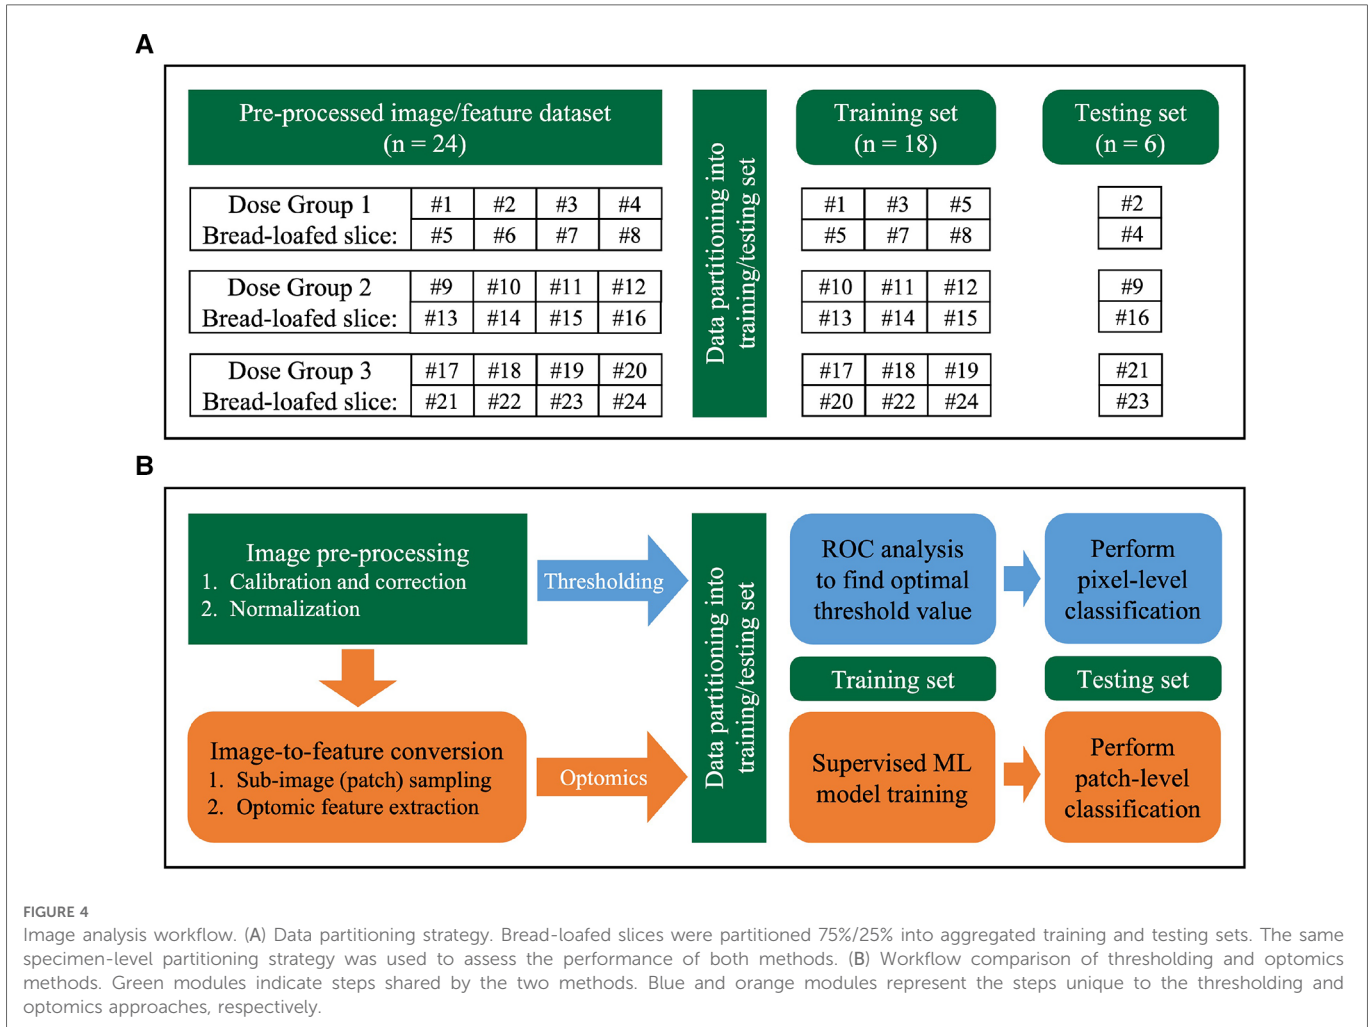 A
Pre-processed image/feature dataset
(n = 24)
Dose Group 1
Bread-loafed slice:
#1 #2 #3 #4
#5 #6 #7 #8
Dose Group 2
Bread-loafed slice:
#9 #10 #11 #12
#13 #14 #15 #16
Dose Group 3
Bread-loafed slice:
#17 #18 #19 #20
#21 #22 #23 #24
Data partitioning into
training/testing set
Training set
(n = 18)
#1 #3 #5
#5 #7 #8
#10 #11 #12
#13 #14 #15
#17 #18 #19
#20 #22 #24
Testing set
(n = 6)
#2
#4
#9
#16
#21
#23
B
Image pre-processing
1. Calibration and correction
2. Normalization
Thresholding
Image-to-feature conversion
1. Sub-image (patch) sampling
2. Optomic feature extraction
Optomics
Data partitioning into
training/testing set
ROC analysis
to find optimal
threshold value
Perform
pixel-level
classification
Training set
Testing set
Supervised ML
model training
Perform
patch-level
classification
FIGURE 4
Image analysis workflow. (A) Data partitioning strategy. Bread-loafed slices were partitioned 75%/25% into aggregated training and testing sets. The same
specimen-level partitioning strategy was used to assess the performance of both methods. (B) Workflow comparison of thresholding and optomics
methods. Green modules indicate steps shared by the two methods. Blue and orange modules represent the steps unique to the thresholding and
optomics approaches, respectively.